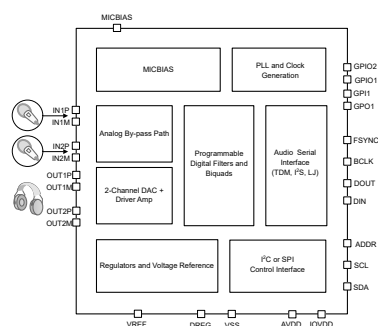 MICBIAS
MICBIAS
PLL and Clock
Generation
GPIO2
GPIO1
GPI1
GPO1
IN1P
IN1M
IN2P
IN2M
OUT1P
OUT1M
OUT2P
OUT2M
Analog By-pass Path
2-Channel DAC +
Driver Amp
Programmable
Digital Filters and
Biquads
Audio Serial
Interface
(TDM, I²S, LJ)
FSYNC
BCLK
DOUT
DIN
Regulators and Voltage Reference
I²C or SPI
Control Interface
ADDR
SCL
SDA
VREF
DREG
VSS
AVDD
IOVDD